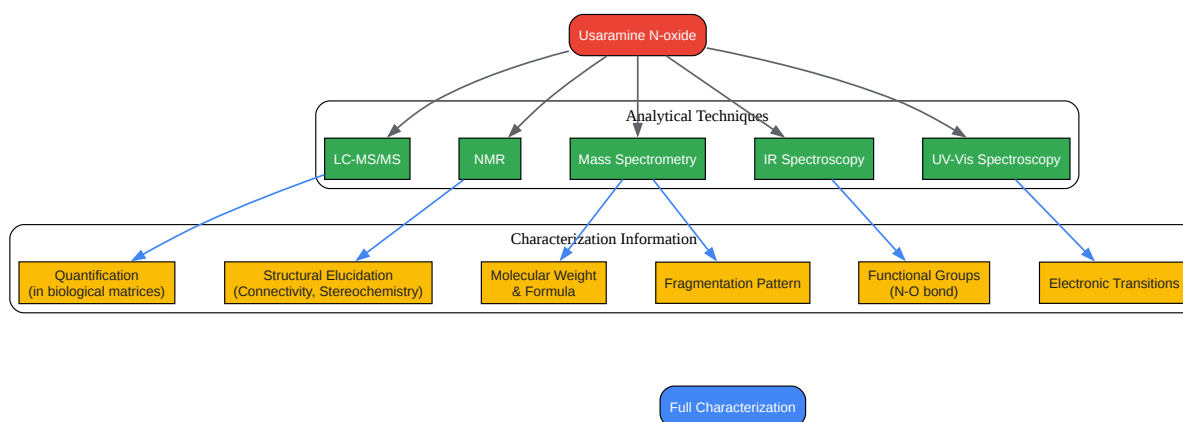 Usaramine N-oxide
Analytical Techniques
LC-MS/MS
NMR
Mass Spectrometry
IR Spectroscopy
UV-Vis Spectroscopy
Characterization Information
Quantification
(in biological matrices)
Structural Elucidation
(Connectivity, Stereochemistry)
Molecular Weight
& Formula
Fragmentation Pattern
Functional Groups
(N-O bond)
Electronic Transitions
Full Characterization